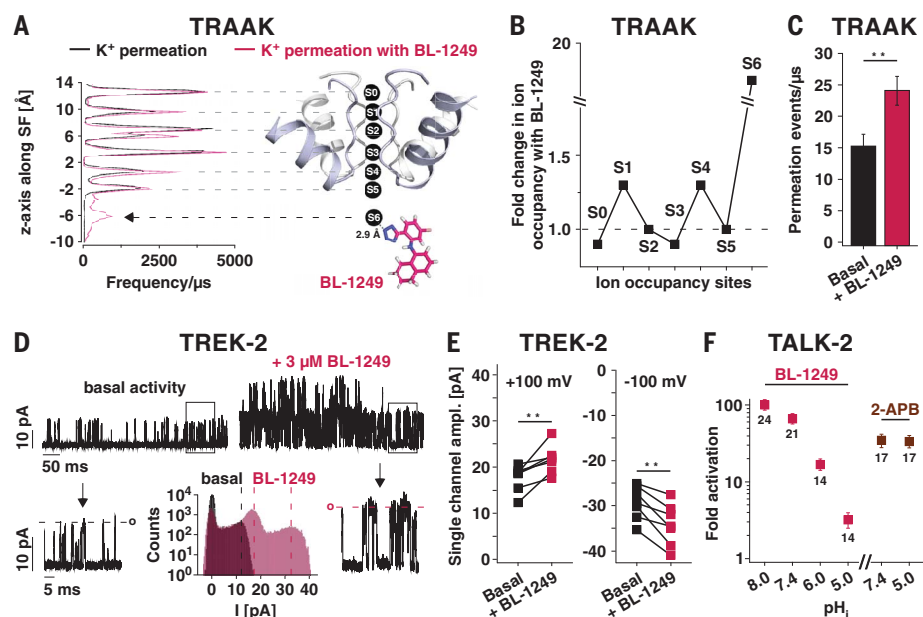 A TRAAK
K+ permeation K+ permeation with BL-1249
z-axis along SF [Å]
14
10
6
2
-2
-6
-10
0 2500 5000
Frequency/µs
S0
S1
S2
S3
S4
S5
S6
2.9 Å
BL-1249
B TRAAK
Fold change in ion
occupancy with BL-1249
20
1.5
1.25
1.0
S0 S1 S2 S3 S4 S5 S6
Ion occupancy sites
C TRAAK
Permeation events/µs
30
25
20
15
10
5
0
**
Basal
+ BL-1249
D TREK-2
+ 3 µM BL-1249
basal activity
10 pA
50 ms
10 pA
5 ms
o
basal BL-1249
Counts
10⁴
10³
10²
10¹
10⁰
0 10 20 30 40
I [pA]
o
E TREK-2
Single channel ampl. [pA]
+100 mV
40
30
20
10
0
**
Basal
+ BL-1249
-100 mV
0
-25
-30
-35
-40
**
Basal
+ BL-1249
F TALK-2
BL-1249
2-APB
Fold activation
100
10
1
24
21
14
14
17 17
8.0 7.4 6.0 5.0 7.4 5.0
pHi